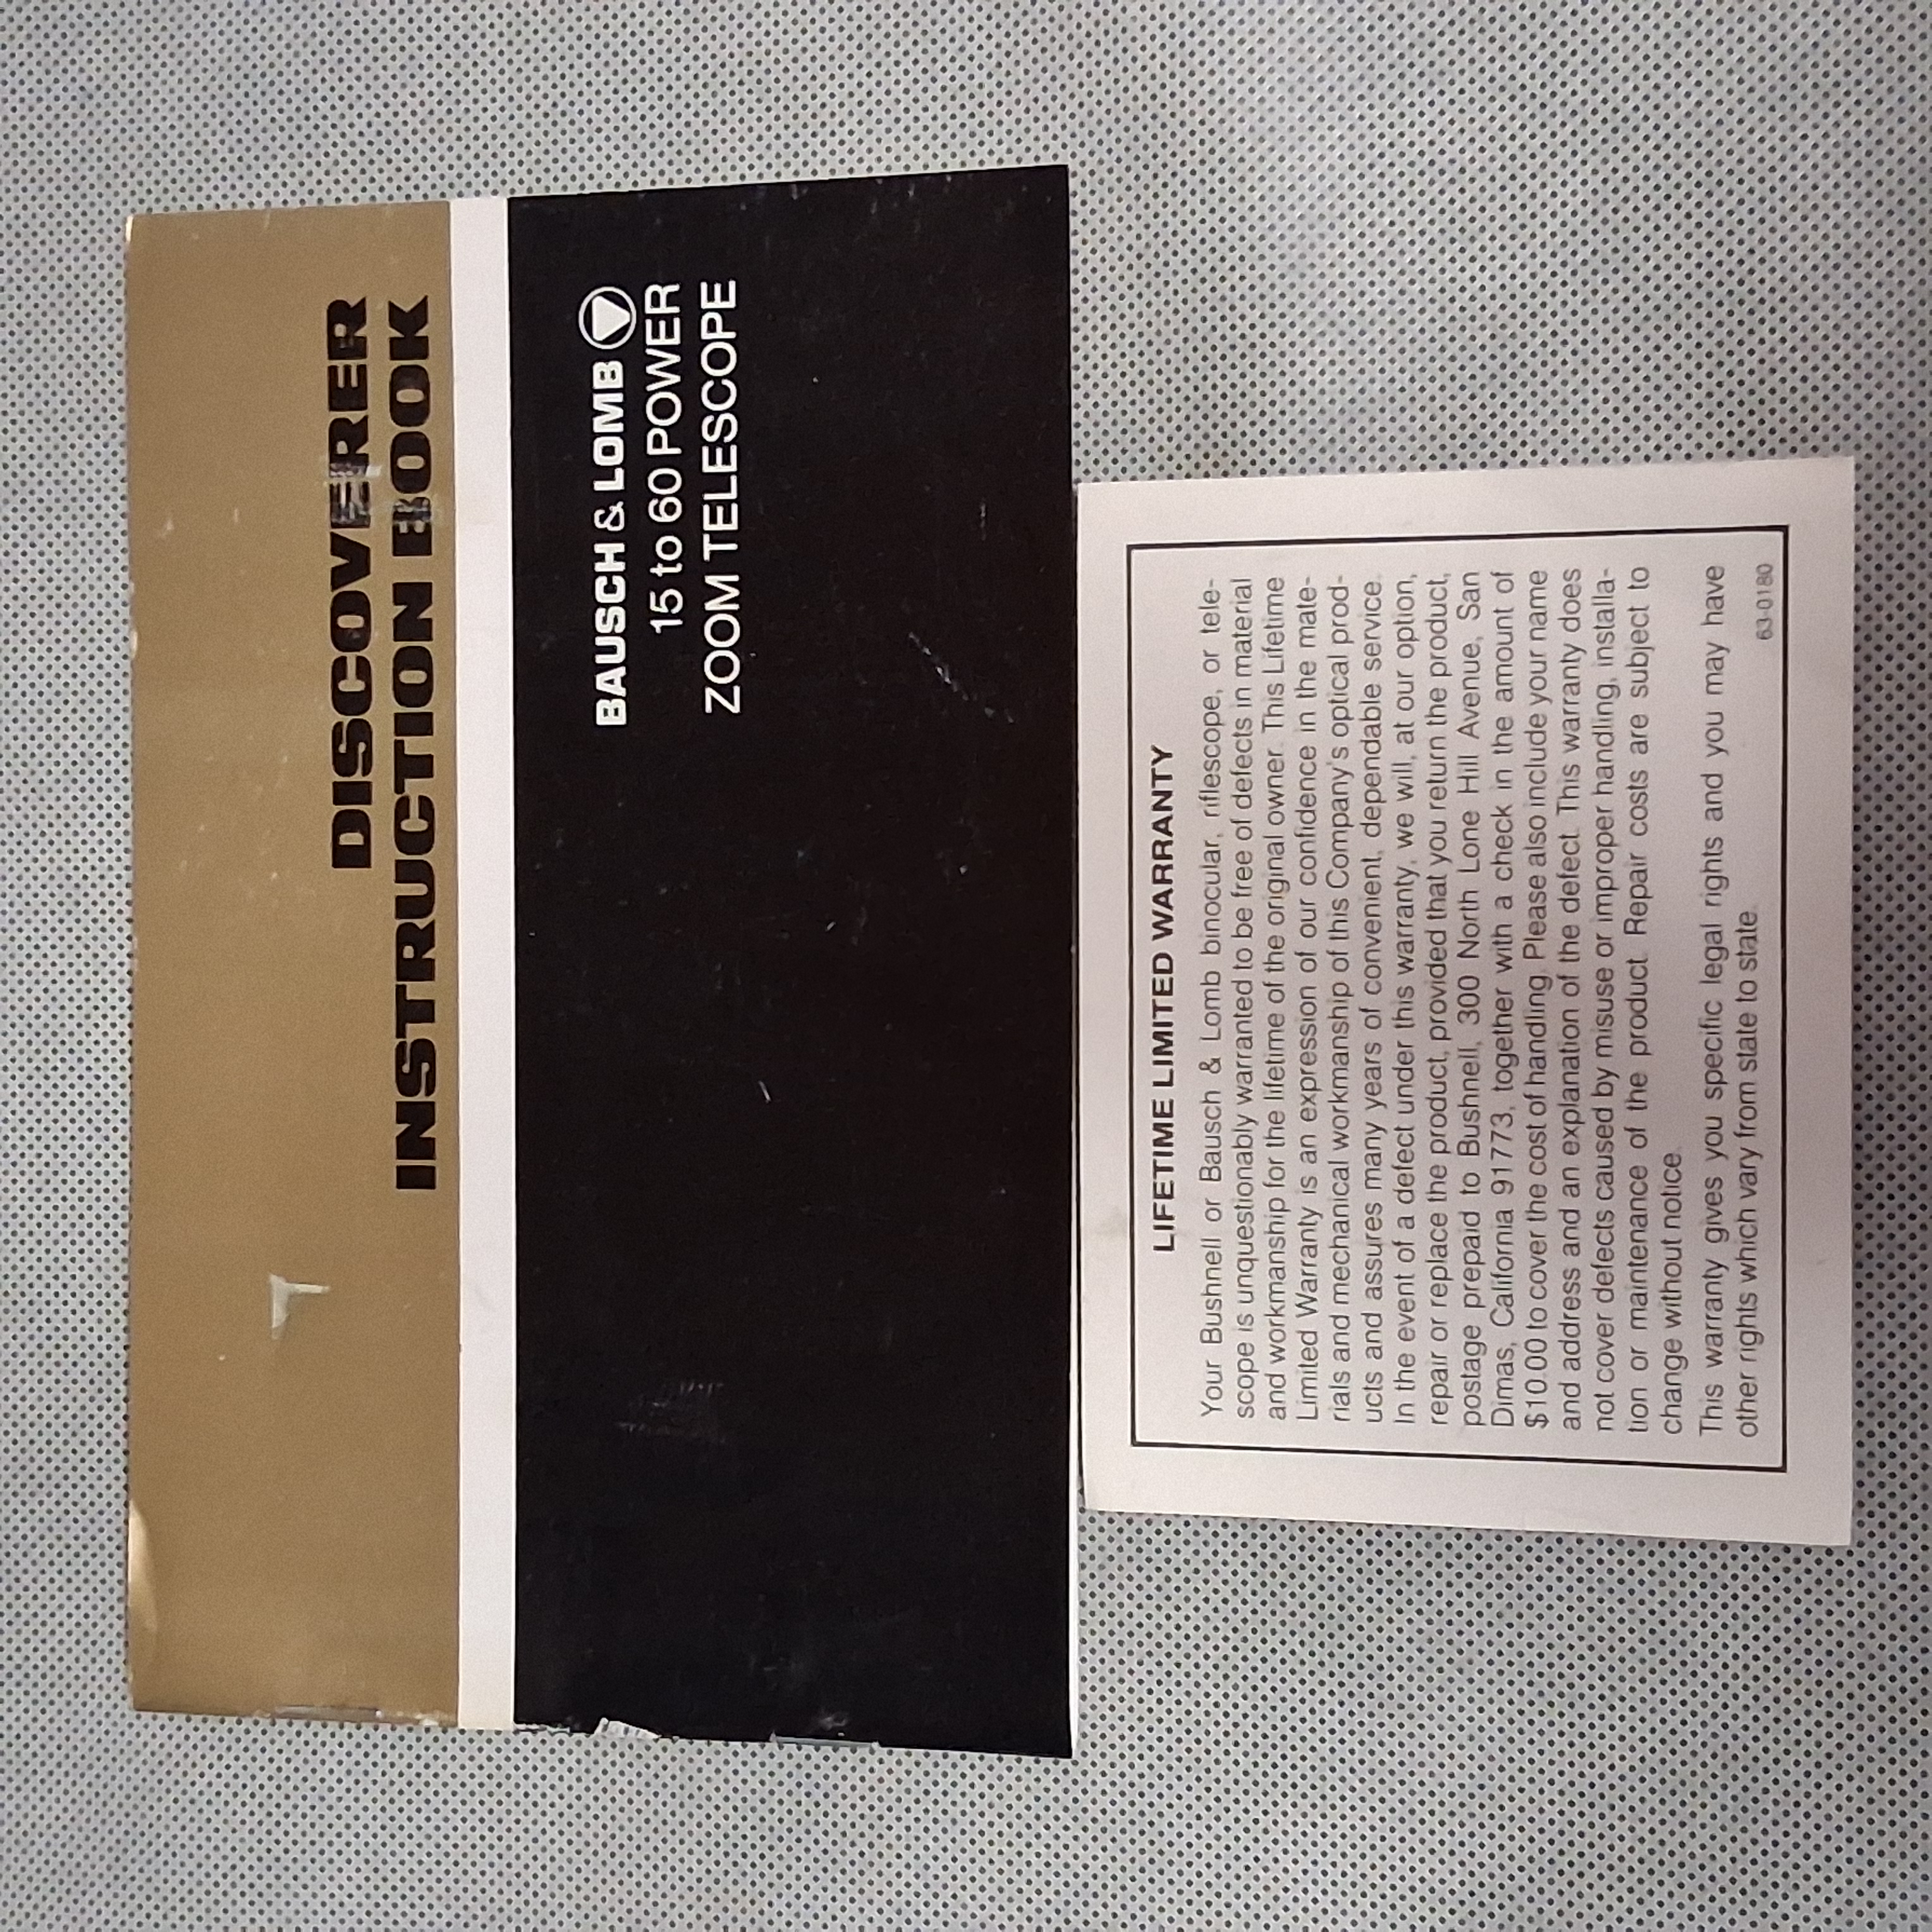 DISCOVERER
INSTRUCTION BOOK
BAUSCH & LOMB
15 to 60 POWER
ZOOM TELESCOPE
LIFETIME LIMITED WARRANTY
Your Bushnell or Bausch & Lomb binocular, riflescope, or tele-
scope is unquestionably warranted to be free of defects in material
and workmanship for the lifetime of the original owner. This Lifetime
Limited Warranty is an expression of our confidence in the mate-
rials and mechanical workmanship of this Company's optical prod-
ucts and assures many years of convenient, dependable service.
In the event of a defect under this warranty, we will, at our option,
repair or replace the product, provided that you return the product,
postage prepaid to Bushnell, 300 North Lone Hill Avenue, San
Dimas, California 91773, together with a check in the amount of
$10.00 to cover the cost of handling. Please also include your name
and address and an explanation of the defect. This warranty does
not cover defects caused by misuse or improper handling, installa-
tion or maintenance of the product. Repair costs are subject to
change without notice.
This warranty gives you specific legal rights and you may have
other rights which vary from state to state.
63-0180